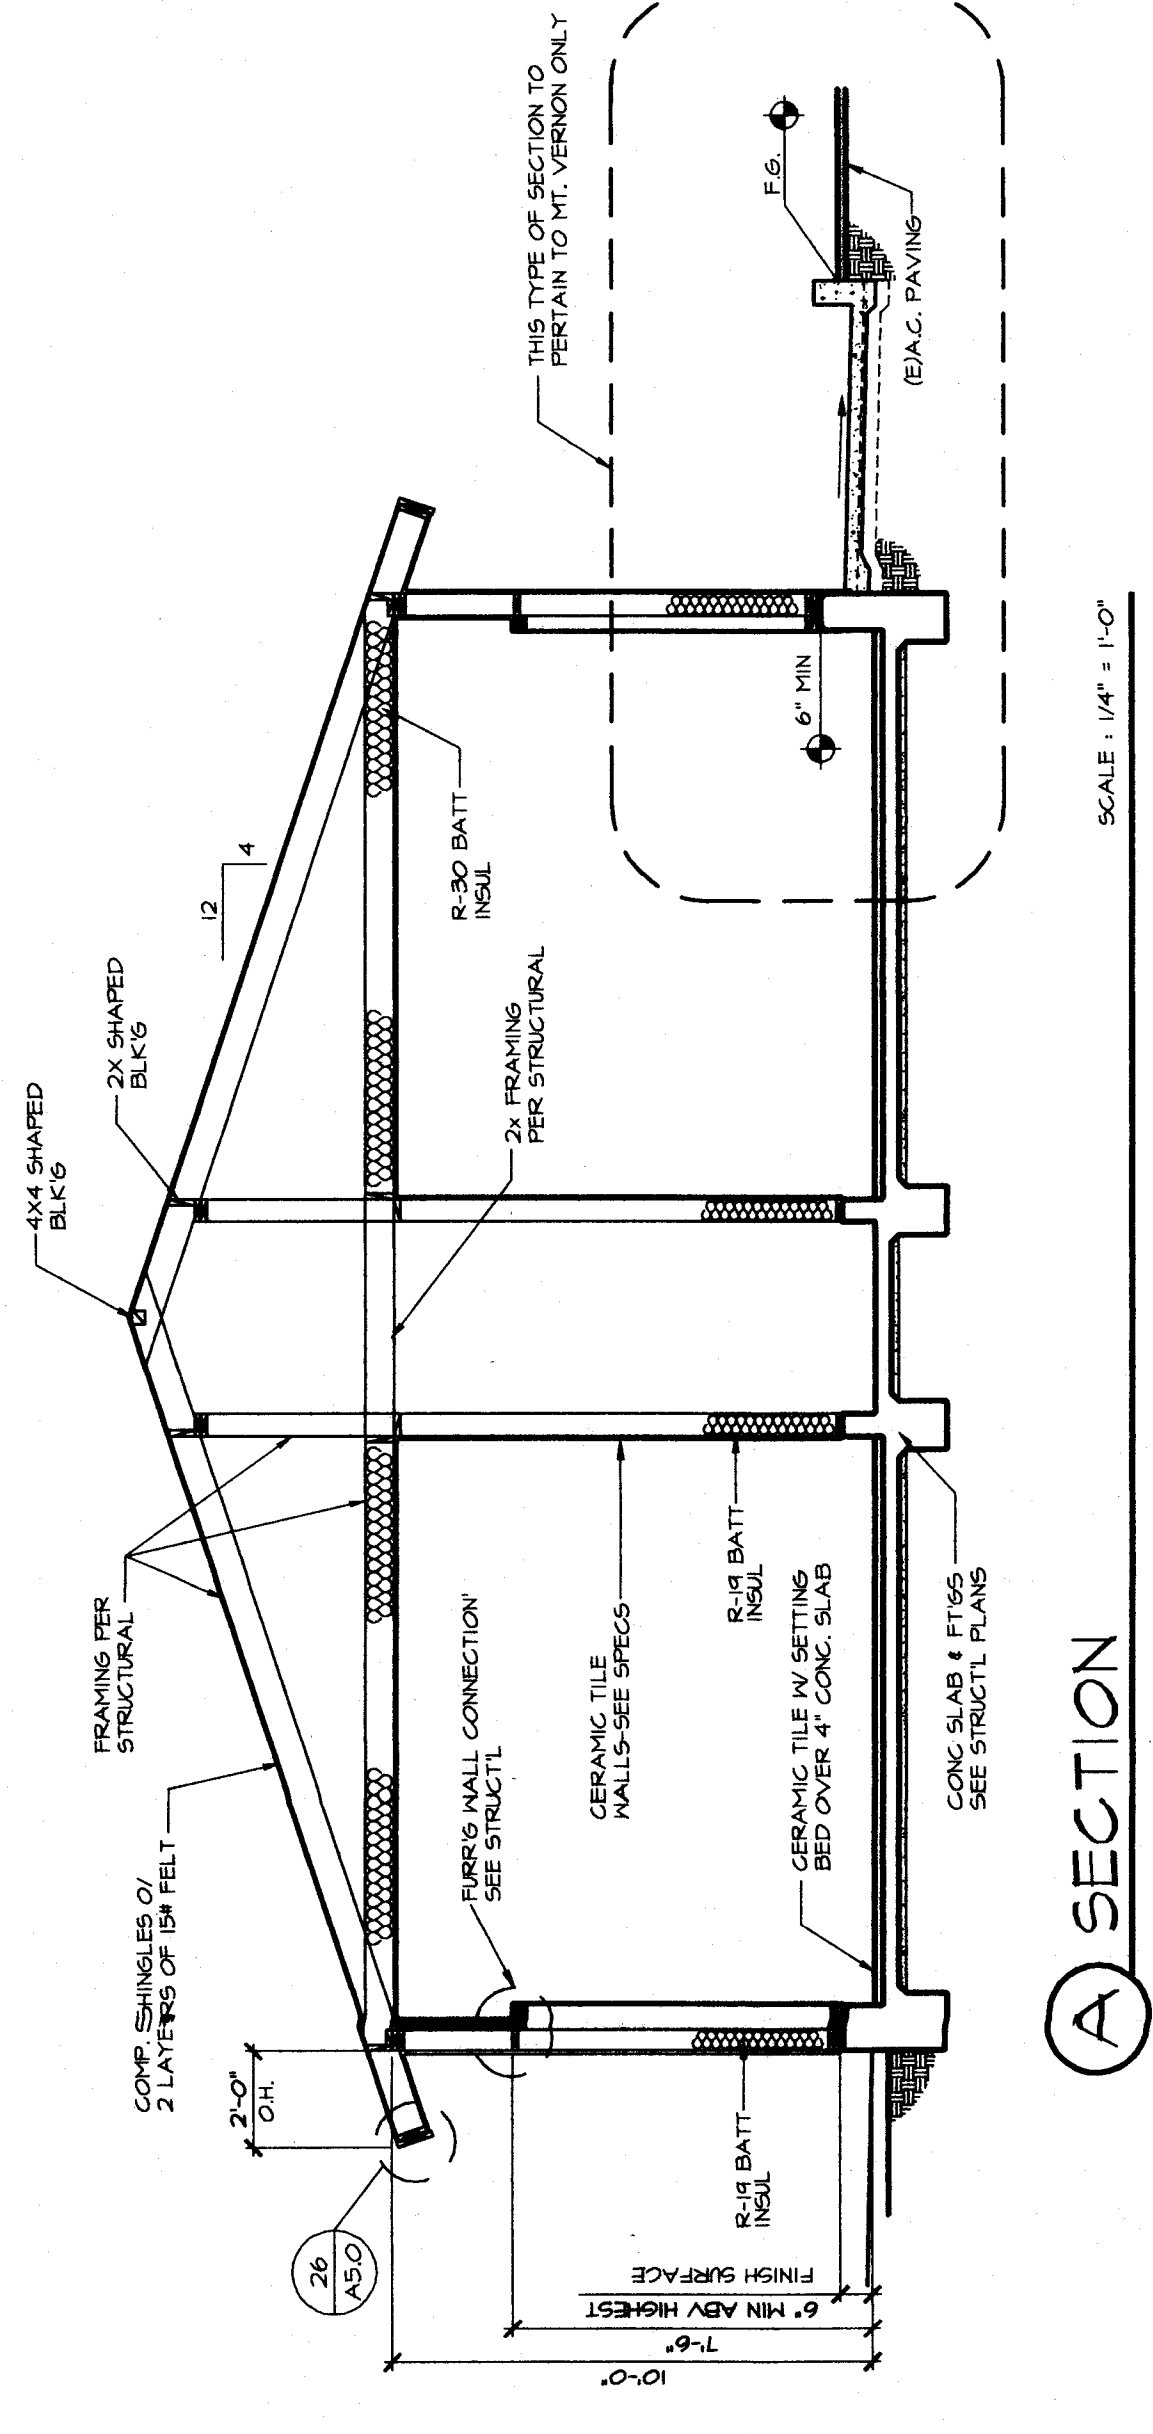 4X4 SHAPED
BLK'G
2X SHAPED
BLK'G
12
4
FRAMING PER
STRUCTURAL
COMP. SHINGLES O/
2 LAYERS OF 15# FELT
2'-0"
O.H.
26
A5.0
R-30 BATT
INSUL
2x FRAMING
PER STRUCTURAL
THIS TYPE OF SECTION TO
PERTAIN TO MT. VERNON ONLY
FURR'G WALL CONNECTION'
SEE STRUCT'L
CERAMIC TILE
WALLS-SEE SPECS
R-19 BATT
INSUL
R-19 BATT
INSUL
CERAMIC TILE W/ SETTING
BED OVER 4" CONC. SLAB
CONC SLAB & FT'GS
SEE STRUCT'L PLANS
6" MIN
F.G.
(E)A.C. PAVING
10'-0"
7'-6"
6" MIN ABV HIGHEST
FINISH SURFACE
A SECTION
SCALE : 1/4" = 1'-0"